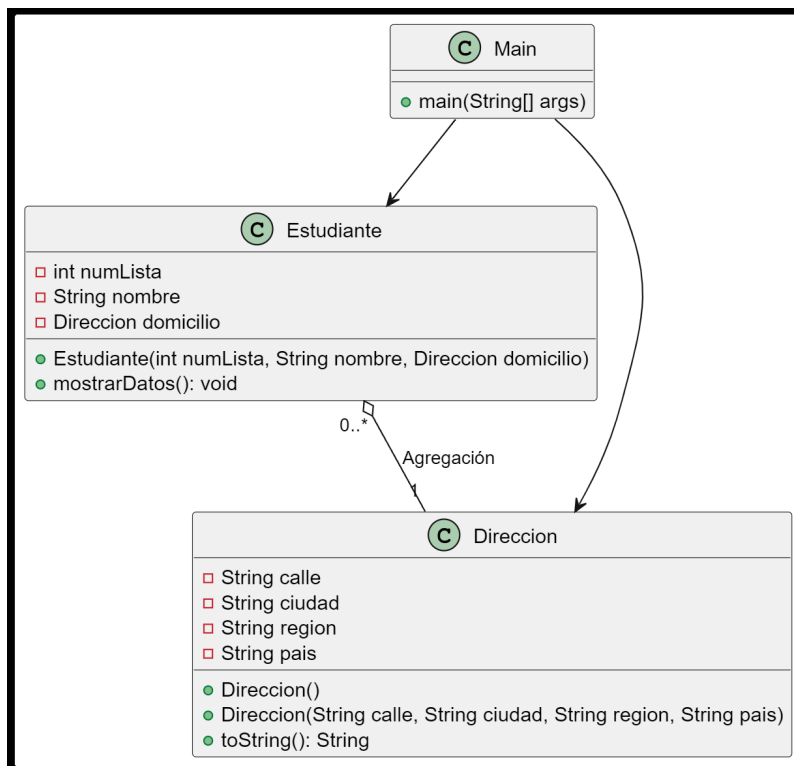 C Main
main(String[] args)
C Estudiante
int numLista
String nombre
Direccion domicilio
Estudiante(int numLista, String nombre, Direccion domicilio)
mostrarDatos(): void
0..*
Agregación
1
C Direccion
String calle
String ciudad
String region
String pais
Direccion()
Direccion(String calle, String ciudad, String region, String pais)
toString(): String